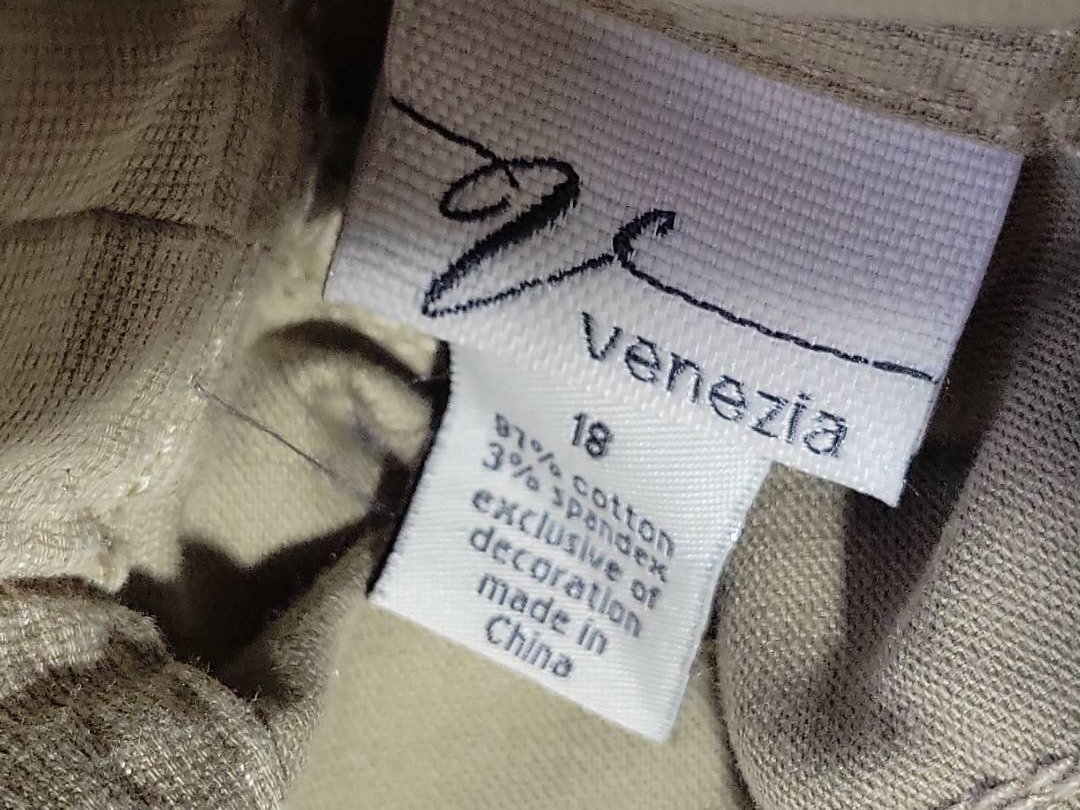 venezia
18
97% cotton
3% spandex
exclusive of
decoration
made in
China